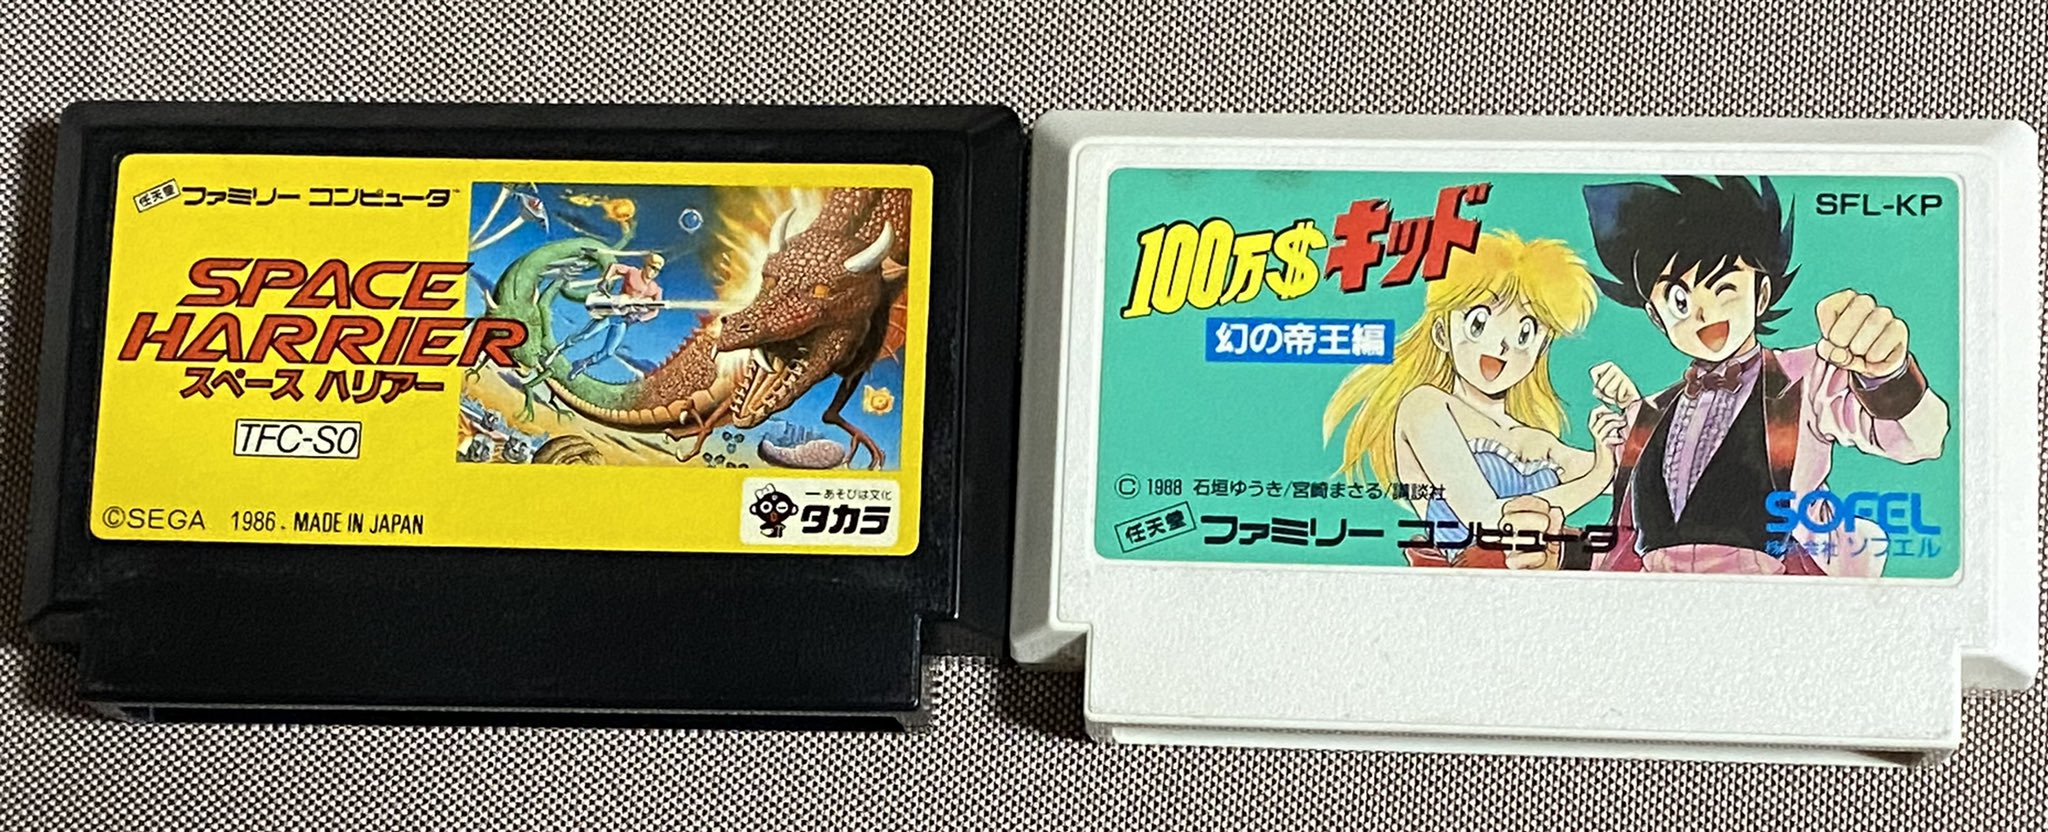 任天堂 ファミリー コンピュータ™
SPACE
HARRIER
スペース ハリアー
TFC-SO
©SEGA 1986. MADE IN JAPAN
ーあそびは文化
タカラ
SFL-KP
100万$キッド
幻の帝王編
© 1988 石垣ゆうき/宮崎まさる/講談社
任天堂 ファミリー コンピュータ
SOFEL
株式会社 ソフエル